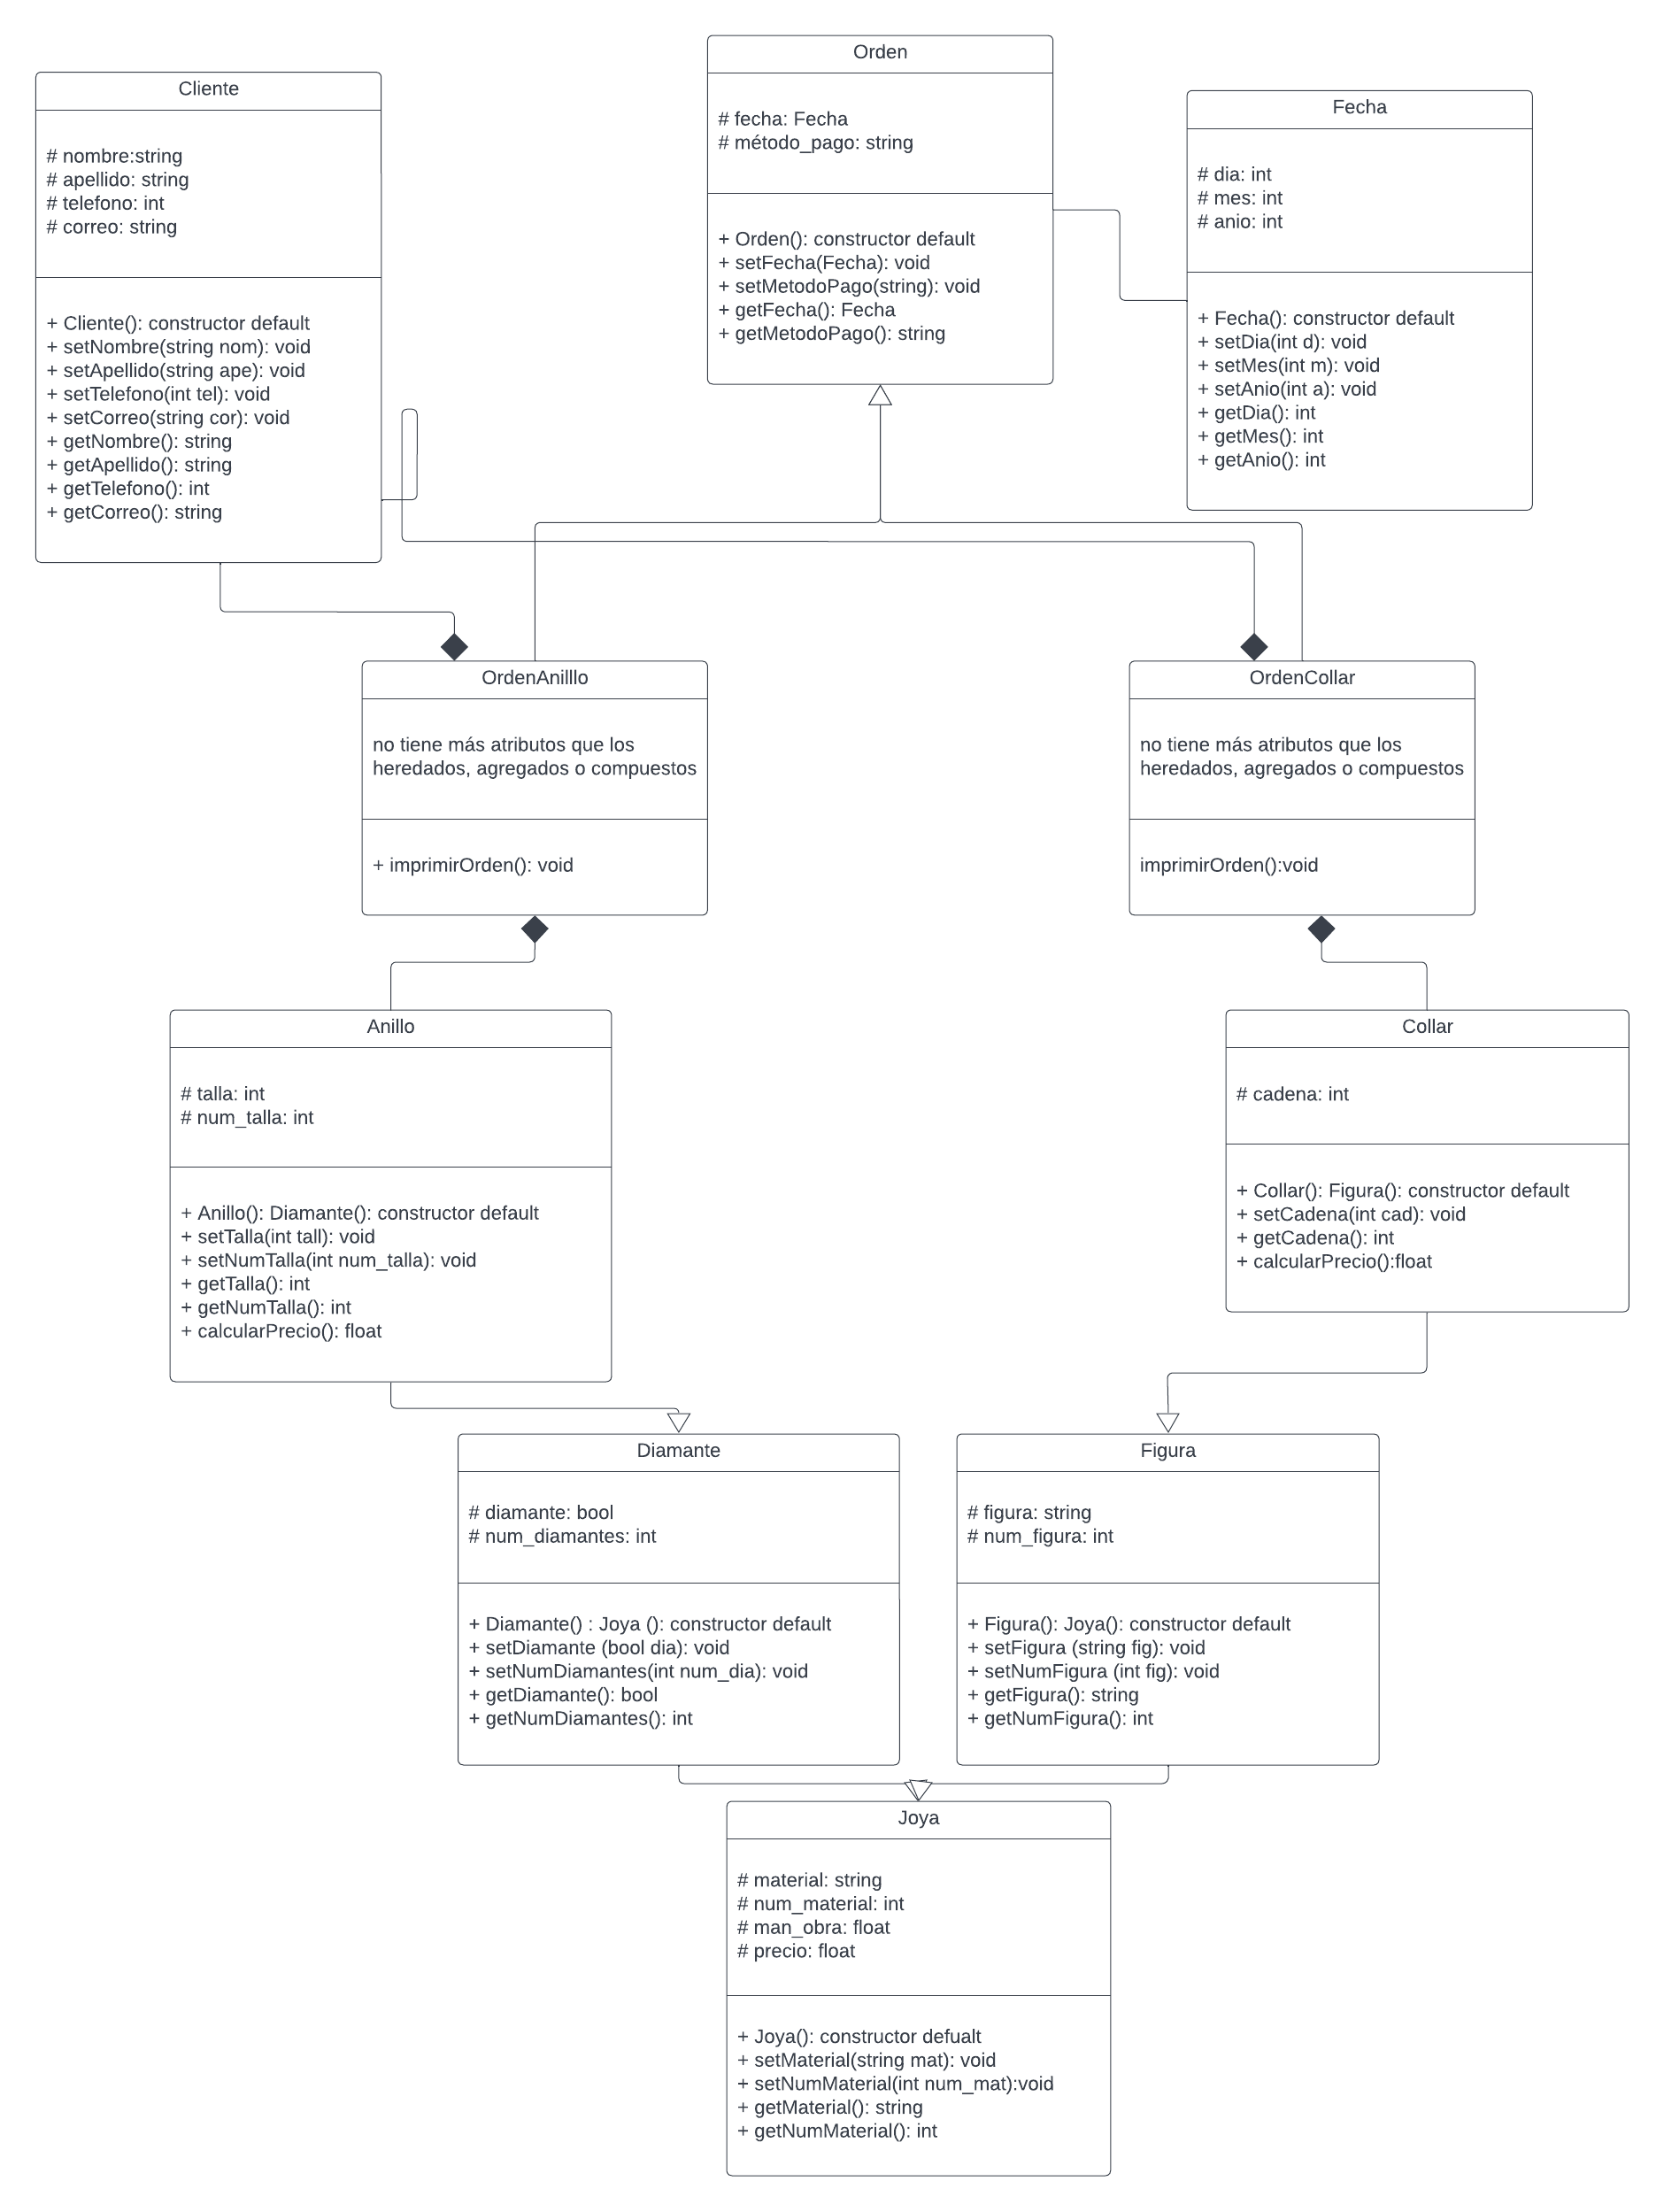 Cliente
# nombre:string
# apellido: string
# telefono: int
# correo: string
+ Cliente(): constructor default
+ setNombre(string nom): void
+ setApellido(string ape): void
+ setTelefono(int tel): void
+ setCorreo(string cor): void
+ getNombre(): string
+ getApellido(): string
+ getTelefono(): int
+ getCorreo(): string
Orden
# fecha: Fecha
# método_pago: string
+ Orden(): constructor default
+ setFecha(Fecha): void
+ setMetodoPago(string): void
+ getFecha(): Fecha
+ getMetodoPago(): string
Fecha
# dia: int
# mes: int
# anio: int
+ Fecha(): constructor default
+ setDia(int d): void
+ setMes(int m): void
+ setAnio(int a): void
+ getDia(): int
+ getMes(): int
+ getAnio(): int
OrdenAnilllo
no tiene más atributos que los
heredados, agregados o compuestos
+ imprimirOrden(): void
OrdenCollar
no tiene más atributos que los
heredados, agregados o compuestos
imprimirOrden():void
Anillo
# talla: int
# num_talla: int
+ Anillo(): Diamante(): constructor default
+ setTalla(int tall): void
+ setNumTalla(int num_talla): void
+ getTalla(): int
+ getNumTalla(): int
+ calcularPrecio(): float
Collar
# cadena: int
+ Collar(): Figura(): constructor default
+ setCadena(int cad): void
+ getCadena(): int
+ calcularPrecio():float
Diamante
# diamante: bool
# num_diamantes: int
+ Diamante() : Joya (): constructor default
+ setDiamante (bool dia): void
+ setNumDiamantes(int num_dia): void
+ getDiamante(): bool
+ getNumDiamantes(): int
Figura
# figura: string
# num_figura: int
+ Figura(): Joya(): constructor default
+ setFigura (string fig): void
+ setNumFigura (int fig): void
+ getFigura(): string
+ getNumFigura(): int
Joya
# material: string
# num_material: int
# man_obra: float
# precio: float
+ Joya(): constructor defualt
+ setMaterial(string mat): void
+ setNumMaterial(int num_mat):void
+ getMaterial(): string
+ getNumMaterial(): int